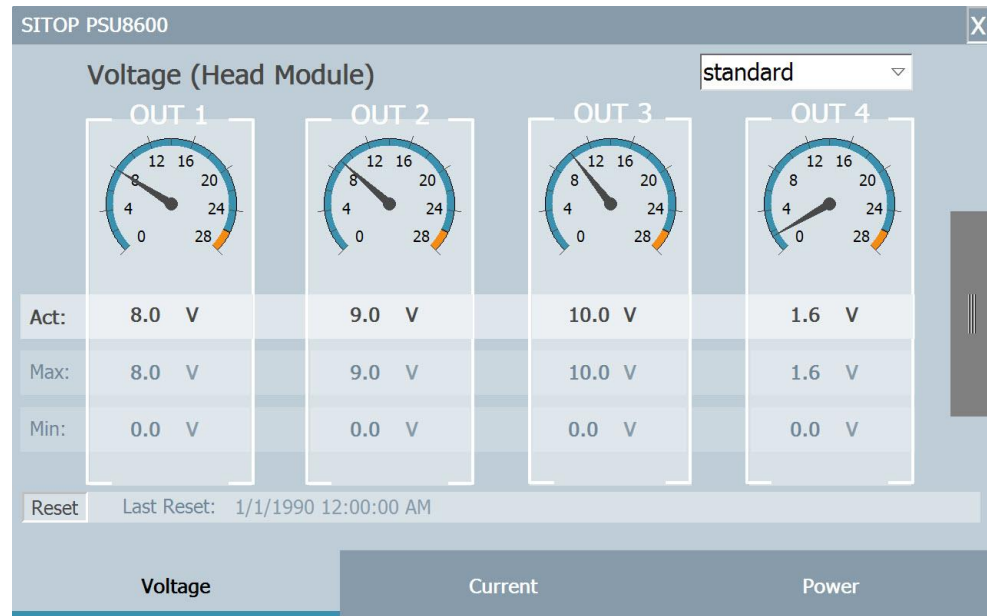 SITOP PSU8600 X
Voltage (Head Module) standard
OUT 1 OUT 2 OUT 3 OUT 4
0 4 8 12 16 20 24 28 0 4 8 12 16 20 24 28 0 4 8 12 16 20 24 28 0 4 8 12 16 20 24 28
Act: 8.0 V 9.0 V 10.0 V 1.6 V
Max: 8.0 V 9.0 V 10.0 V 1.6 V
Min: 0.0 V 0.0 V 0.0 V 0.0 V
Reset Last Reset: 1/1/1990 12:00:00 AM
Voltage Current Power